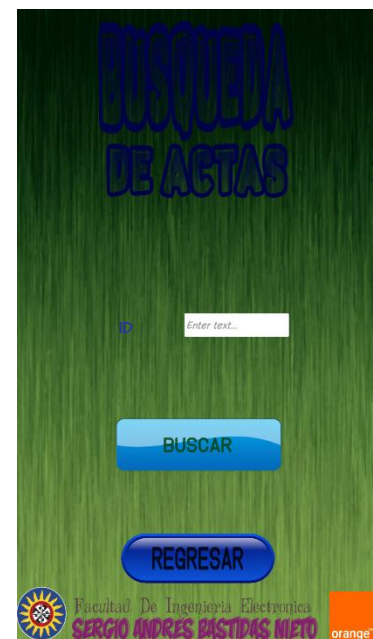 BUSQUEDA
DE ACTAS
ID
Enter text...
BUSCAR
REGRESAR
Facultad De Ingenieria Electronica
SERGIO ANDRES BASTIDAS NIETO
orange